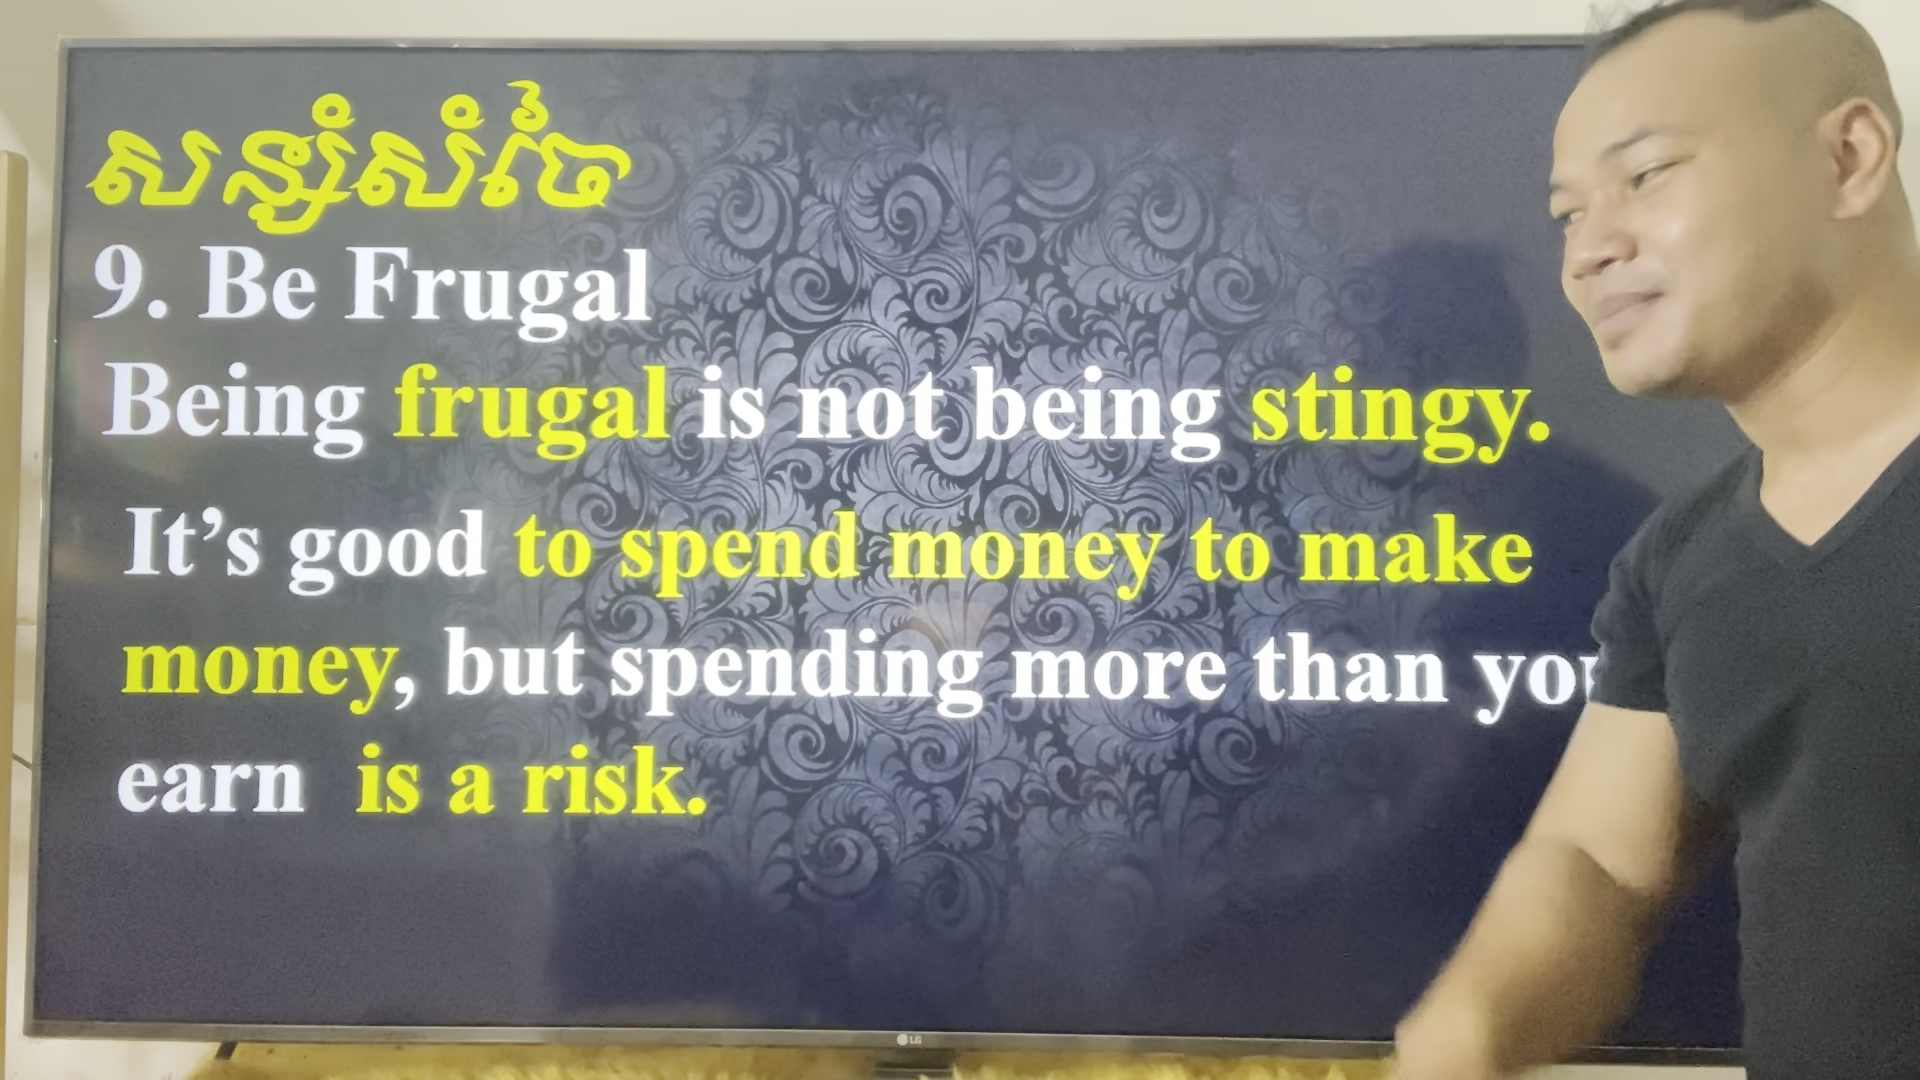 សន្សំសំចៃ
9. Be Frugal
Being frugal is not being stingy.
It’s good to spend money to make
money, but spending more than you
earn is a risk.
LG